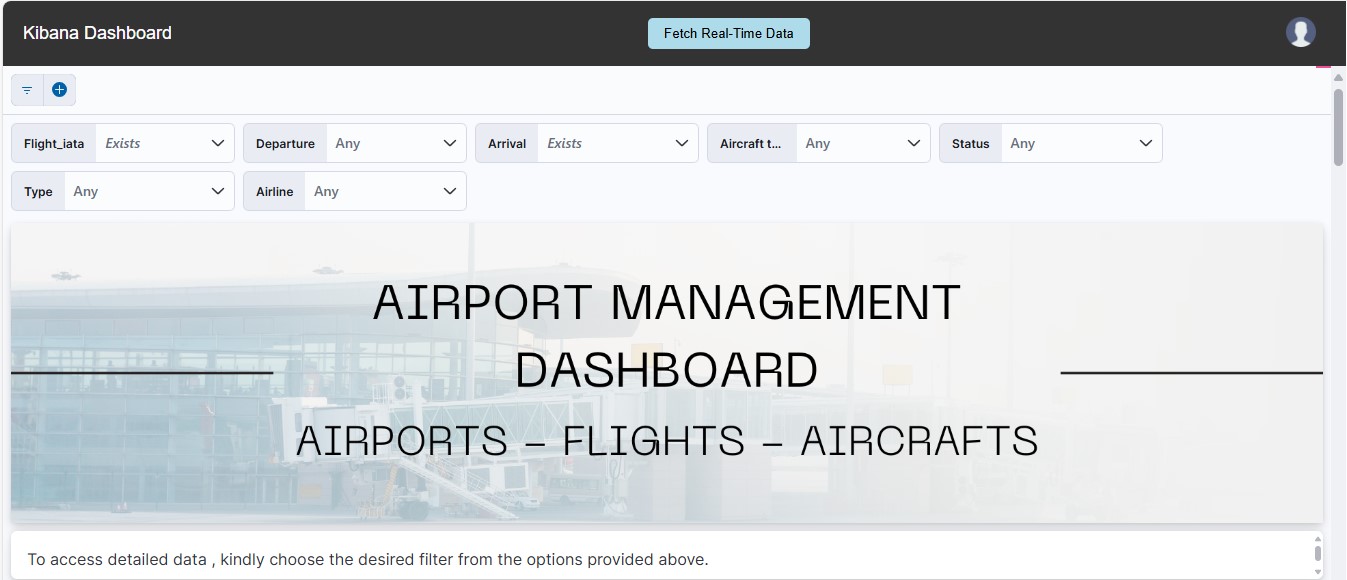 Kibana Dashboard
Fetch Real-Time Data
Flight_iata Exists
Departure Any
Arrival Exists
Aircraft t... Any
Status Any
Type Any
Airline Any
AIRPORT MANAGEMENT
DASHBOARD
AIRPORTS – FLIGHTS – AIRCRAFTS
To access detailed data , kindly choose the desired filter from the options provided above.